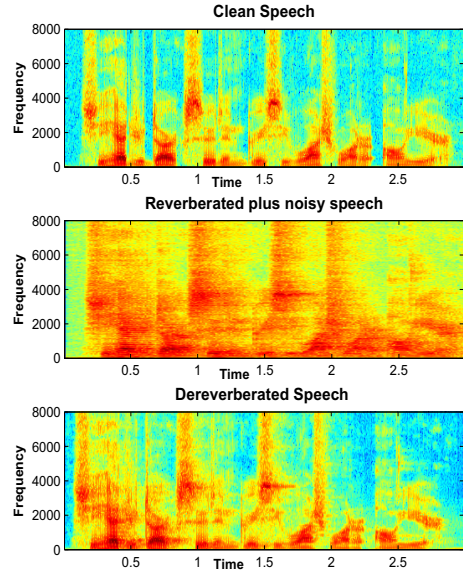 Clean Speech
Frequency
8000
6000
4000
2000
0
0.5 1 1.5 2 2.5
Time
Reverberated plus noisy speech
Frequency
8000
6000
4000
2000
0
0.5 1 1.5 2 2.5
Time
Dereverberated Speech
Frequency
8000
6000
4000
2000
0
0.5 1 1.5 2 2.5
Time